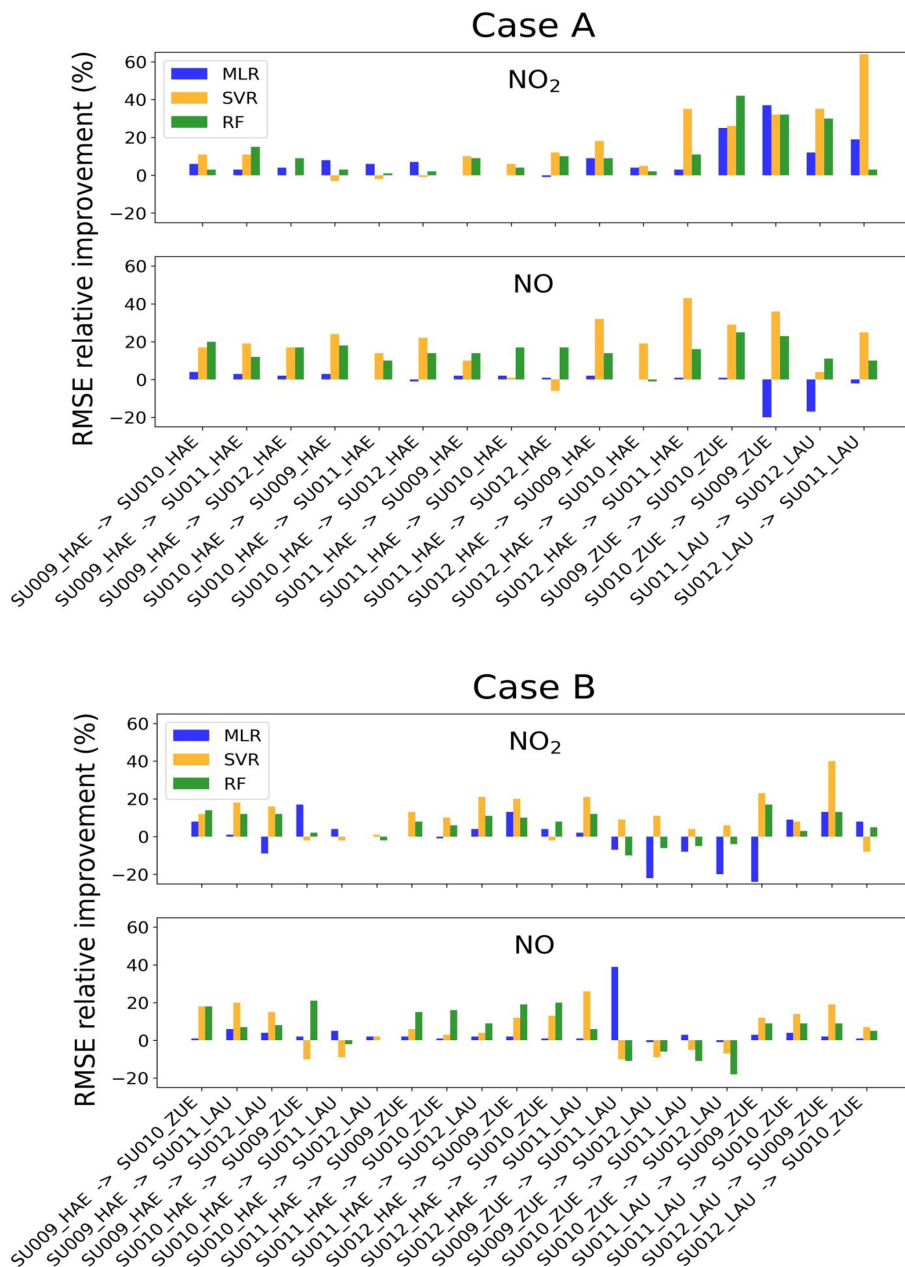 Case A
RMSE relative improvement (%)
NO₂
MLR
SVR
RF
60
40
20
0
−20
NO
60
40
20
0
−20
SU009_HAE -> SU010_HAE
SU009_HAE -> SU011_HAE
SU009_HAE -> SU012_HAE
SU010_HAE -> SU009_HAE
SU010_HAE -> SU011_HAE
SU010_HAE -> SU012_HAE
SU011_HAE -> SU009_HAE
SU011_HAE -> SU010_HAE
SU011_HAE -> SU012_HAE
SU012_HAE -> SU009_HAE
SU012_HAE -> SU010_HAE
SU012_HAE -> SU011_HAE
SU009_ZUE -> SU010_ZUE
SU010_ZUE -> SU009_ZUE
SU011_LAU -> SU012_LAU
SU012_LAU -> SU011_LAU
Case B
RMSE relative improvement (%)
NO₂
MLR
SVR
RF
60
40
20
0
−20
NO
60
40
20
0
−20
SU009_HAE -> SU010_ZUE
SU009_HAE -> SU011_LAU
SU009_HAE -> SU012_LAU
SU010_HAE -> SU009_ZUE
SU010_HAE -> SU011_LAU
SU010_HAE -> SU012_LAU
SU011_HAE -> SU009_ZUE
SU011_HAE -> SU010_ZUE
SU011_HAE -> SU012_LAU
SU012_HAE -> SU009_ZUE
SU012_HAE -> SU010_ZUE
SU012_HAE -> SU011_LAU
SU009_ZUE -> SU011_LAU
SU009_ZUE -> SU012_LAU
SU010_ZUE -> SU011_LAU
SU010_ZUE -> SU012_LAU
SU011_LAU -> SU009_ZUE
SU011_LAU -> SU010_ZUE
SU012_LAU -> SU009_ZUE
SU012_LAU -> SU010_ZUE